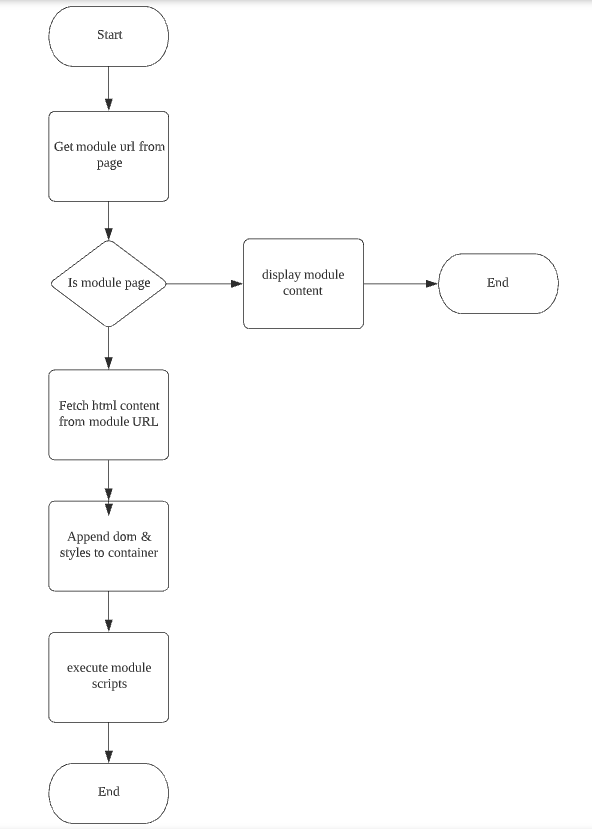 Start
Get module url from
page
Is module page
display module
content
End
Fetch html content
from module URL
Append dom &
styles to container
execute module
scripts
End